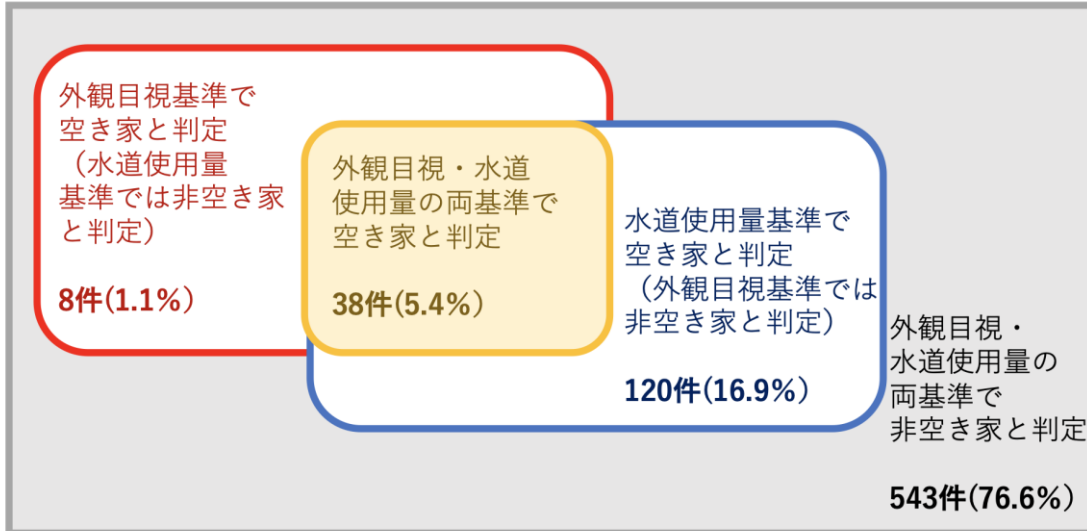 外観目視基準で
空き家と判定
（水道使用量
基準では非空き家
と判定）
8件(1.1%)
外観目視・水道
使用量の両基準で
空き家と判定
38件(5.4%)
水道使用量基準で
空き家と判定
（外観目視基準では
非空き家と判定）
120件(16.9%)
外観目視・
水道使用量の
両基準で
非空き家と判定
543件(76.6%)